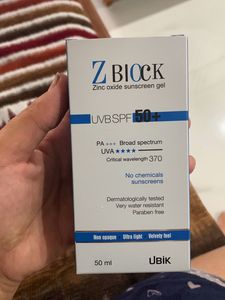 Z BLOCK
Zinc oxide sunscreen gel
UVB SPF 50+
PA +++ Broad spectrum
UVA ★★★★
Critical wavelength 370
No chemicals
sunscreens
Dermatologically tested
Very water resistant
Paraben free
Non opaque Ultra light Velvety feel
50 ml UBIK